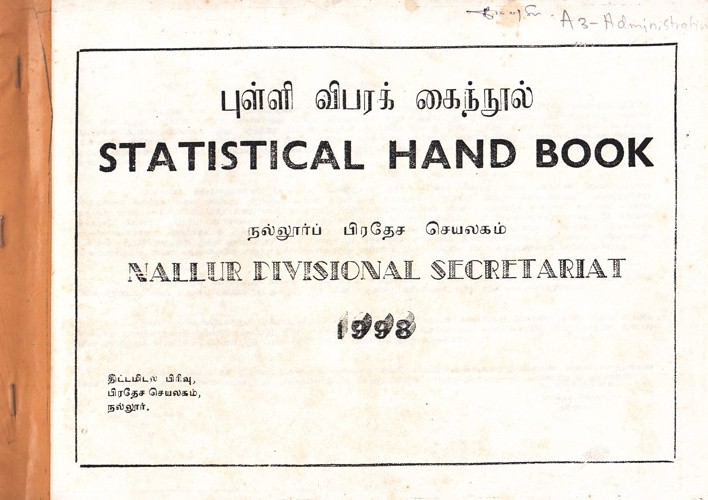 A3-Administration
புள்ளி விபரக் கைந்நூல்
STATISTICAL HAND BOOK
நல்லூர்ப் பிரதேச செயலகம்
NALLUR DIVISIONAL SECRETARIAT
1998
திட்டமிடல் பிரிவு,
பிரதேச செயலகம்,
நல்லூர்.